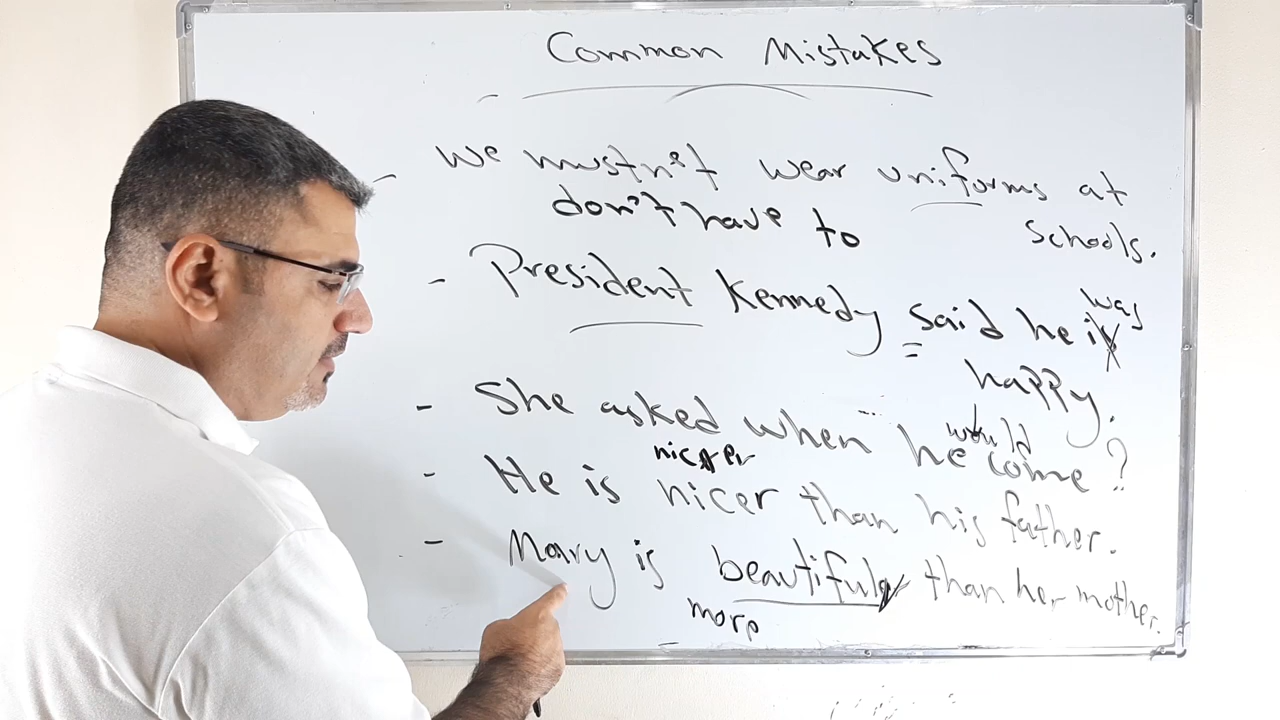 Common Mistakes
- We mustn't wear uniforms at
don't have to schools.
- President Kennedy said he is
was
happy.
- She asked when he come?
would
- He is nicer than his father.
- Mary is beautiful than her mother.
more